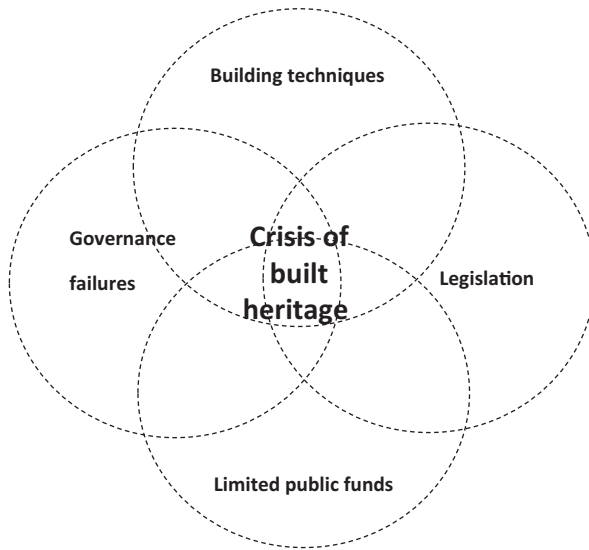 Building techniques
Governance
failures
Crisis of
built
heritage
Legislation
Limited public funds